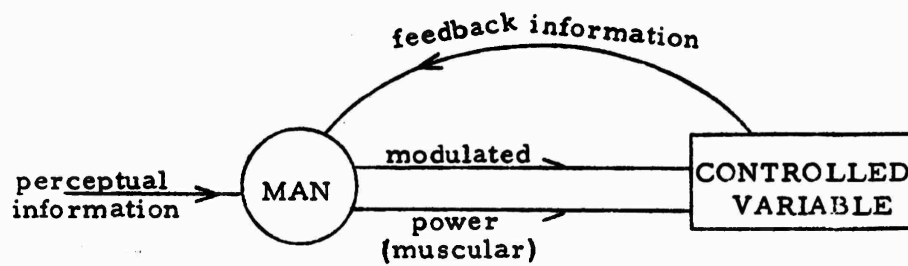 feedback information
modulated
perceptual
information
MAN
power
(muscular)
CONTROLLED
VARIABLE